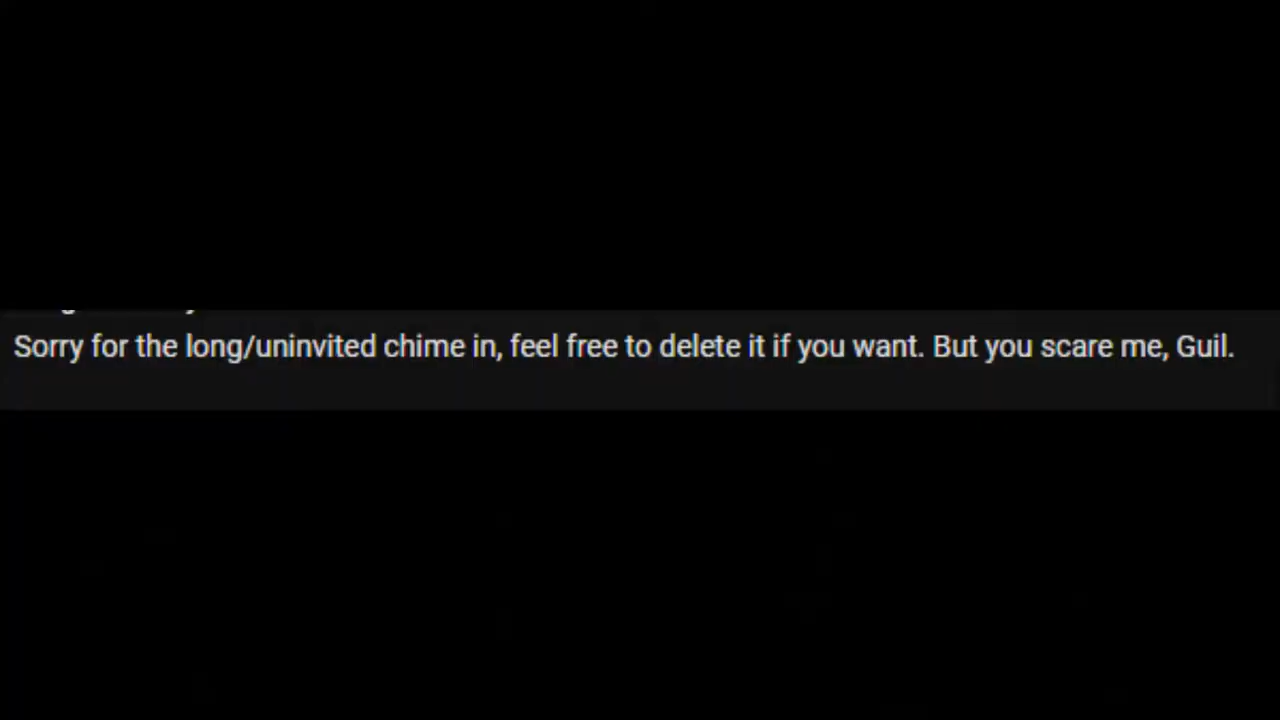 Sorry for the long/uninvited chime in, feel free to delete it if you want. But you scare me, Guil.